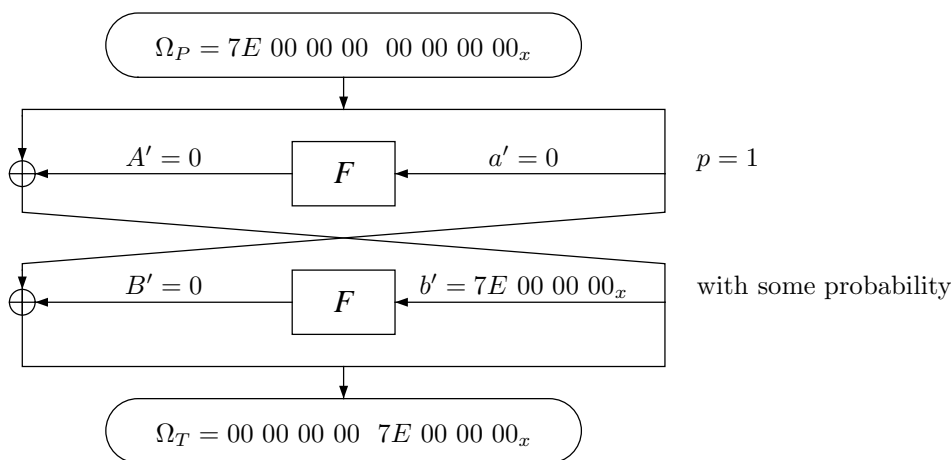 Ω_P = 7E 00 00 00 00 00 00 00_x
A' = 0
F
a' = 0
p = 1
B' = 0
F
b' = 7E 00 00 00_x
with some probability
Ω_T = 00 00 00 00 7E 00 00 00_x